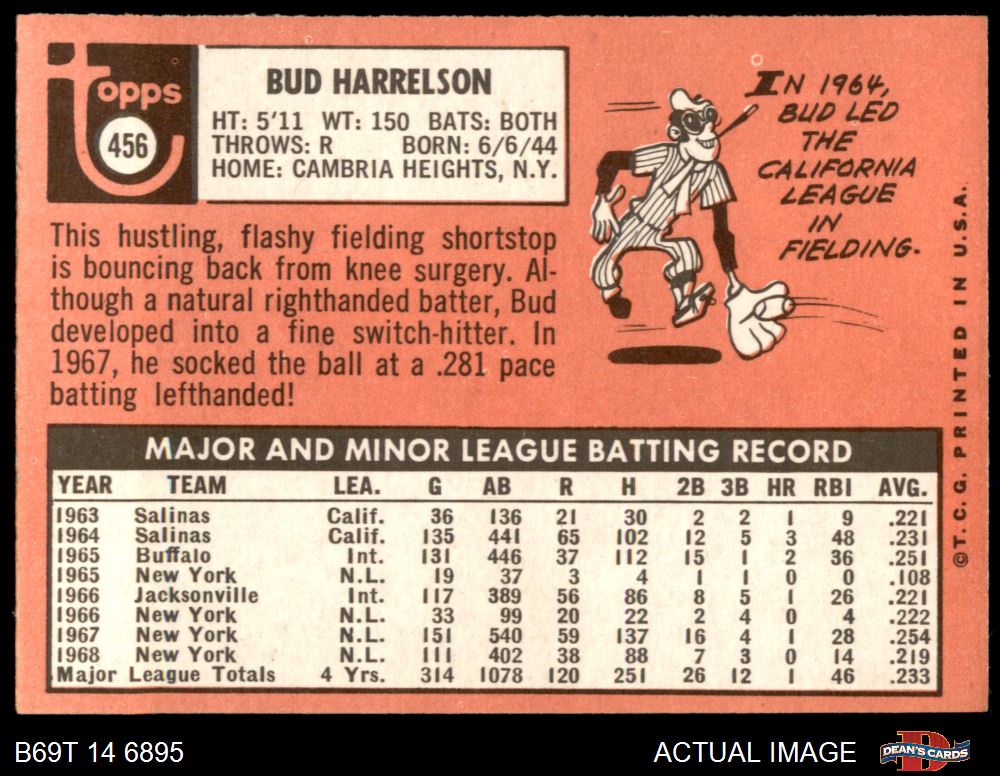 topps
456
BUD HARRELSON
HT: 5'11 WT: 150 BATS: BOTH
THROWS: R BORN: 6/6/44
HOME: CAMBRIA HEIGHTS, N.Y.
This hustling, flashy fielding shortstop
is bouncing back from knee surgery. Al-
though a natural righthanded batter, Bud
developed into a fine switch-hitter. In
1967, he socked the ball at a .281 pace
batting lefthanded!
IN 1964,
BUD LED
THE
CALIFORNIA
LEAGUE
IN
FIELDING.
MAJOR AND MINOR LEAGUE BATTING RECORD
YEAR TEAM LEA. G AB R H 2B 3B HR RBI AVG.
1963 Salinas Calif. 36 136 21 30 2 2 1 9 .221
1964 Salinas Calif. 135 441 65 102 12 5 3 48 .231
1965 Buffalo Int. 131 446 37 112 15 1 2 36 .251
1965 New York N.L. 19 37 3 4 1 1 0 0 .108
1966 Jacksonville Int. 117 389 56 86 8 5 1 26 .221
1966 New York N.L. 33 99 20 22 2 4 0 4 .222
1967 New York N.L. 151 540 59 137 16 4 1 28 .254
1968 New York N.L. 111 402 38 88 7 3 0 14 .219
Major League Totals 4 Yrs. 314 1078 120 251 26 12 1 46 .233
©T.C.G. PRINTED IN U.S.A.
B69T 14 6895
ACTUAL IMAGE
DEAN'S CARDS